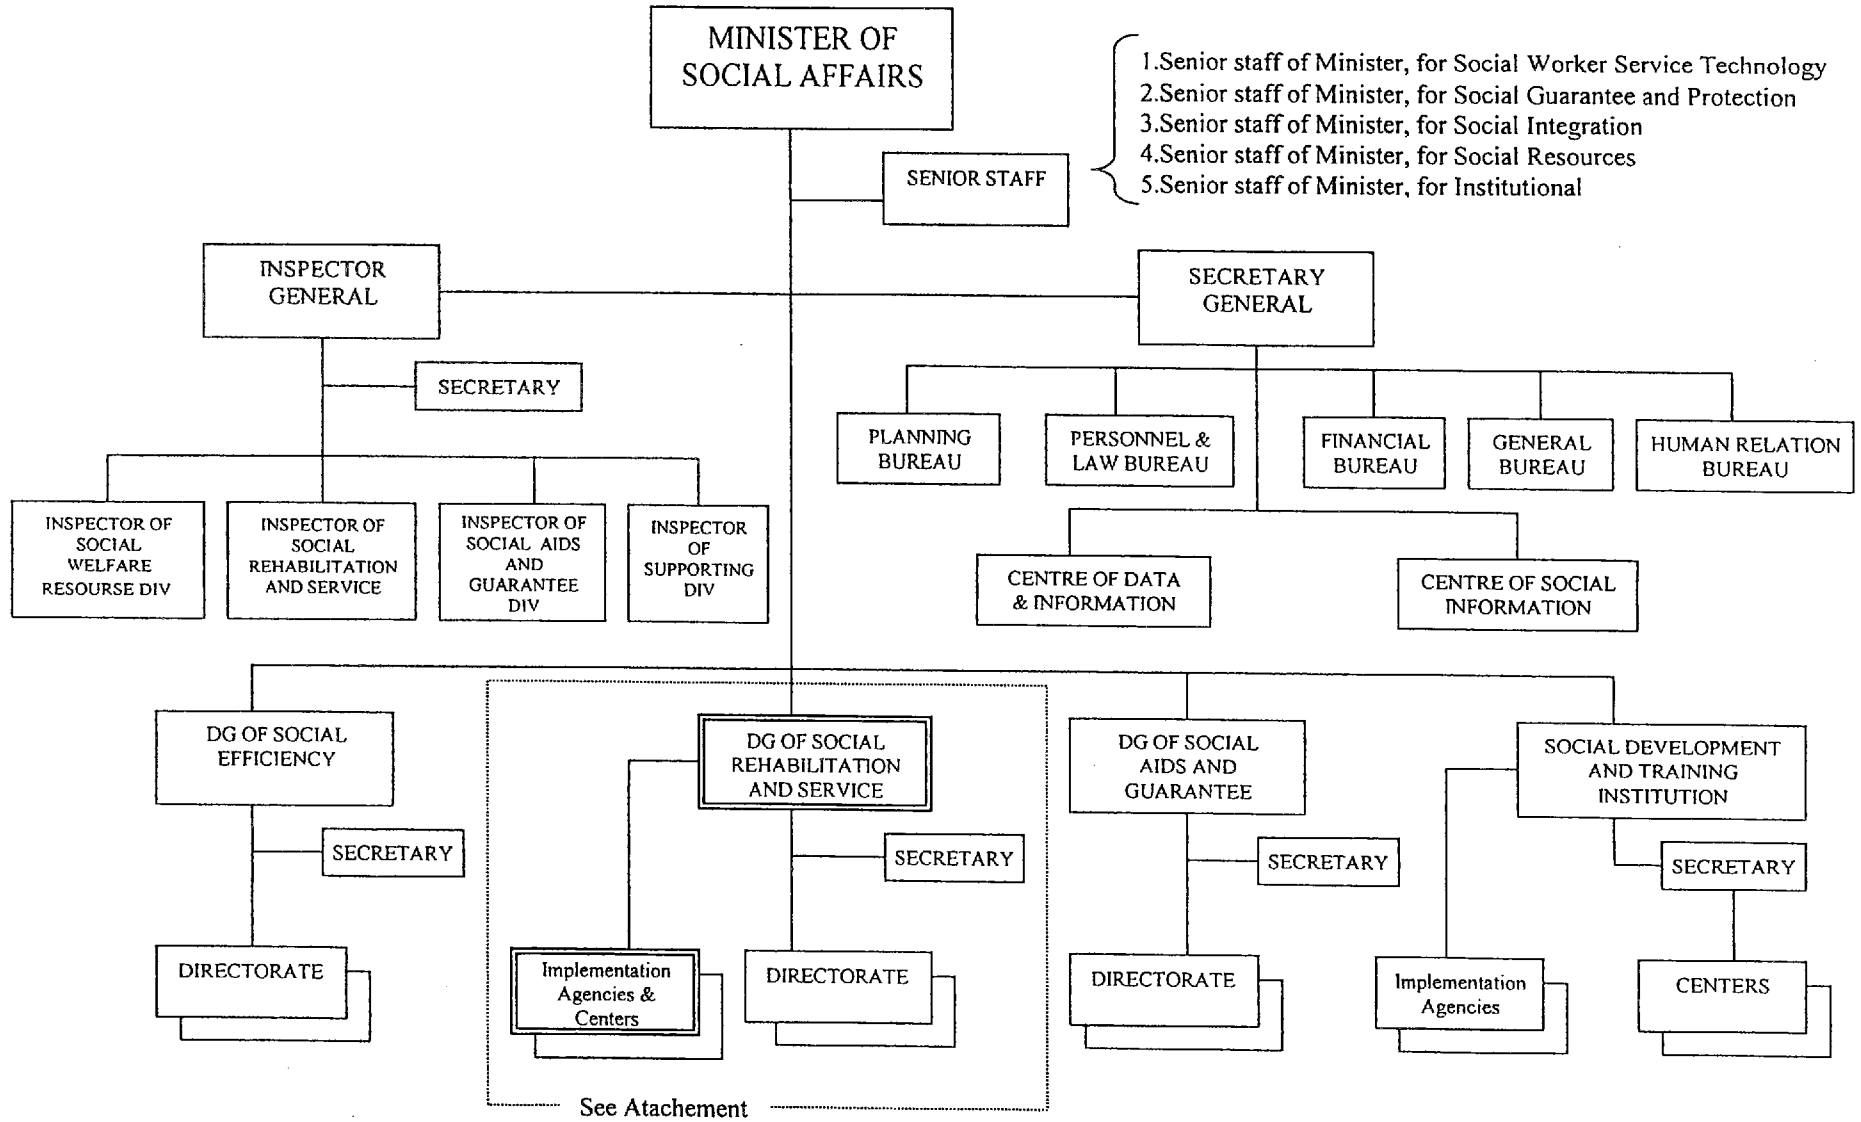 MINISTER OF
SOCIAL AFFAIRS
1.Senior staff of Minister, for Social Worker Service Technology
2.Senior staff of Minister, for Social Guarantee and Protection
3.Senior staff of Minister, for Social Integration
4.Senior staff of Minister, for Social Resources
5.Senior staff of Minister, for Institutional
SENIOR STAFF
INSPECTOR
GENERAL
SECRETARY
GENERAL
SECRETARY
PLANNING
BUREAU
PERSONNEL &
LAW BUREAU
FINANCIAL
BUREAU
GENERAL
BUREAU
HUMAN RELATION
BUREAU
INSPECTOR OF
SOCIAL
WELFARE
RESOURSE DIV
INSPECTOR OF
SOCIAL
REHABILITATION
AND SERVICE
INSPECTOR OF
SOCIAL AIDS
AND
GUARANTEE
DIV
INSPECTOR
OF
SUPPORTING
DIV
CENTRE OF DATA
& INFORMATION
CENTRE OF SOCIAL
INFORMATION
DG OF SOCIAL
EFFICIENCY
DG OF SOCIAL
REHABILITATION
AND SERVICE
DG OF SOCIAL
AIDS AND
GUARANTEE
SOCIAL DEVELOPMENT
AND TRAINING
INSTITUTION
SECRETARY
SECRETARY
SECRETARY
SECRETARY
DIRECTORATE
Implementation
Agencies &
Centers
DIRECTORATE
DIRECTORATE
Implementation
Agencies
CENTERS
See Atachement